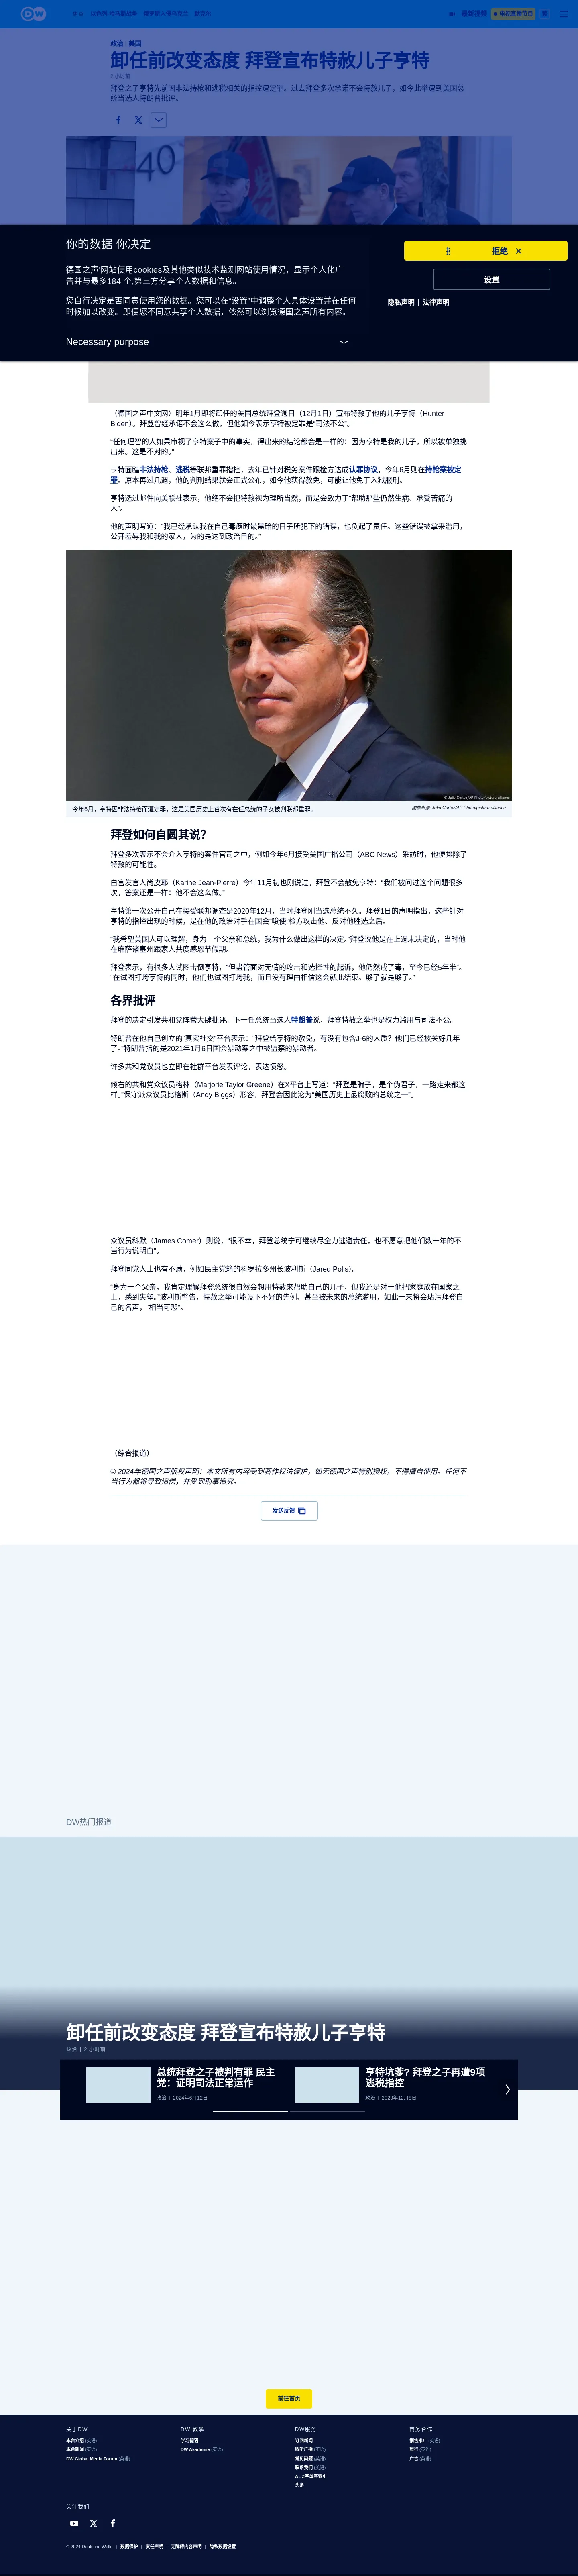 DW
以色列-哈马斯战争
俄罗斯入侵乌克兰
默克尔
最新视频
电视直播节目
政治 | 美国
卸任前改变态度 拜登宣布特赦儿子亨特
拜登之子亨特先前因非法持枪和逃税相关的指控遭定罪。过去拜登多次承诺不会特赦儿子，如今此举遭到美国总
统当选人特朗普批评。
你的数据 你决定
拒绝
德国之声'网站使用cookies及其他类似技术监测网站使用情况，显示个人化广
告并与最多184 个;第三方分享个人数据和信息。
设置
您自行决定是否同意使用您的数据。您可以在“设置”中调整个人具体设置并在任何
时候加以改变。即便您不同意共享个人数据，依然可以浏览德国之声所有内容。
隐私声明 | 法律声明
Necessary purpose
（德国之声中文网）明年1月即将卸任的美国总统拜登週日（12月1日）宣布特赦了他的儿子亨特（Hunter
Biden）。拜登曾经承诺不会这么做，但他如今表示亨特被定罪是“司法不公”。
“任何理智的人如果审视了亨特案子中的事实，得出来的结论都会是一样的：因为亨特是我的儿子，所以被单独挑
出来。这是不对的。”
亨特面臨非法持枪、逃税等联邦重罪指控，去年已针对税务案件跟检方达成认罪协议，今年6月则在持枪案被定
罪。原本再过几週，他的判刑结果就会正式公布，如今他获得赦免，可能让他免于入狱服刑。
亨特透过邮件向美联社表示，他绝不会把特赦视为理所当然，而是会致力于“帮助那些仍然生病、承受苦痛的
人”。
他的声明写道：“我已经承认我在自己毒瘾时最黑暗的日子所犯下的错误，也负起了责任。这些错误被拿来滥用，
公开羞辱我和我的家人，为的是达到政治目的。”
© Julio Cortez/AP Photo/picture alliance
今年6月，亨特因非法持枪而遭定罪，这是美国历史上首次有在任总统的子女被判联邦重罪。
图像来源: Julio Cortez/AP Photo/picture alliance
拜登如何自圆其说？
拜登多次表示不会介入亨特的案件官司之中，例如今年6月接受美国广播公司（ABC News）采訪时，他便排除了
特赦的可能性。
白宫发言人尚皮耶（Karine Jean-Pierre）今年11月初也刚说过，拜登不会赦免亨特：“我们被问过这个问题很多
次，答案还是一样：他不会这么做。”
亨特第一次公开自己在接受联邦调查是2020年12月，当时拜登刚当选总统不久。拜登1日的声明指出，这些针对
亨特的指控出现的时候，是在他的政治对手在国会“唆使”检方攻击他、反对他胜选之后。
“我希望美国人可以理解，身为一个父亲和总统，我为什么做出这样的决定。”拜登说他是在上週末决定的，当时他
在麻萨诸塞州跟家人共度感恩节假期。
拜登表示，有很多人试图击倒亨特，“但盡管面对无情的攻击和选择性的起诉，他仍然戒了毒，至今已经5年半”。
“在试图打垮亨特的同时，他们也试图打垮我，而且没有理由相信这会就此结束。够了就是够了。”
各界批评
拜登的决定引发共和党阵营大肆批评。下一任总统当选人特朗普说，拜登特赦之举也是权力滥用与司法不公。
特朗普在他自己创立的“真实社交”平台表示：“拜登给亨特的赦免，有没有包含J-6的人质？他们已经被关好几年
了。”特朗普指的是2021年1月6日国会暴动案之中被监禁的暴动者。
许多共和党议员也立即在社群平台发表评论，表达愤怒。
倾右的共和党众议员格林（Marjorie Taylor Greene）在X平台上写道：“拜登是骗子，是个伪君子，一路走来都这
样。”保守派众议员比格斯（Andy Biggs）形容，拜登会因此沦为“美国历史上最腐败的总统之一”。
众议员科默（James Comer）则说，“很不幸，拜登总统宁可继续尽全力逃避责任，也不愿意把他们数十年的不
当行为说明白”。
拜登同党人士也有不满，例如民主党籍的科罗拉多州长波利斯（Jared Polis）。
“身为一个父亲，我肯定理解拜登总统很自然会想用特赦来帮助自己的儿子，但我还是对于他把家庭放在国家之
上，感到失望。”波利斯警告，特赦之举可能设下不好的先例、甚至被未来的总统滥用，如此一来将会玷污拜登自
己的名声，“相当可悲”。
（综合报道）
© 2024年德国之声版权声明：本文所有内容受到著作权法保护，如无德国之声特别授权，不得擅自使用。任何不
当行为都将导致追偿，并受到刑事追究。
发送反馈
DW热门报道
卸任前改变态度 拜登宣布特赦儿子亨特
政治 | 2 小时前
总统拜登之子被判有罪 民主
党：证明司法正常运作
政治 | 2024年6月12日
亨特坑爹? 拜登之子再遭9项
逃税指控
政治 | 2023年12月8日
前往首页
关于DW
本台介绍 (英语)
本台新闻 (英语)
DW Global Media Forum (英语)
DW 教學
学习德语
DW Akademie (英语)
DW服务
订阅新闻
收听广播 (英语)
常见问题 (英语)
联系我们 (英语)
A - Z字母序索引
头条
商务合作
销售推广 (英语)
旅行 (英语)
广告 (英语)
关注我们
© 2024 Deutsche Welle | 数据保护 | 责任声明 | 无障碍内容声明 | 隐私数据设置